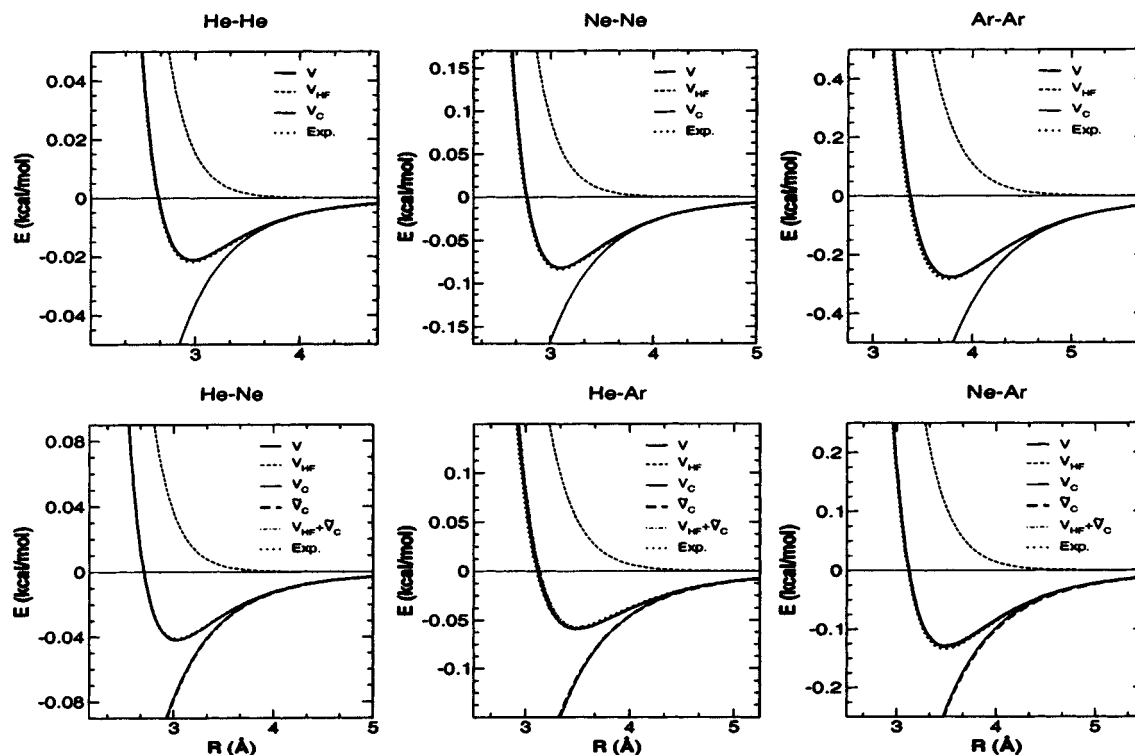 He-He
0.04
0.02
0
-0.02
-0.04
E (kcal/mol)
3
4
V
V_HF
V_C
Exp.
Ne-Ne
0.15
0.10
0.05
0
-0.05
-0.10
-0.15
E (kcal/mol)
3
4
5
V
V_HF
V_C
Exp.
Ar-Ar
0.4
0.2
0
-0.2
-0.4
E (kcal/mol)
3
4
5
V
V_HF
V_C
Exp.
He-Ne
0.08
0.04
0
-0.04
-0.08
E (kcal/mol)
3
4
5
R (Å)
V
V_HF
V_C
V̄_C
V_HF+V̄_C
Exp.
He-Ar
0.1
0.05
0
-0.05
-0.1
E (kcal/mol)
3
4
5
R (Å)
V
V_HF
V_C
V̄_C
V_HF+V̄_C
Exp.
Ne-Ar
0.2
0.1
0
-0.1
-0.2
E (kcal/mol)
3
4
5
R (Å)
V
V_HF
V_C
V̄_C
V_HF+V̄_C
Exp.